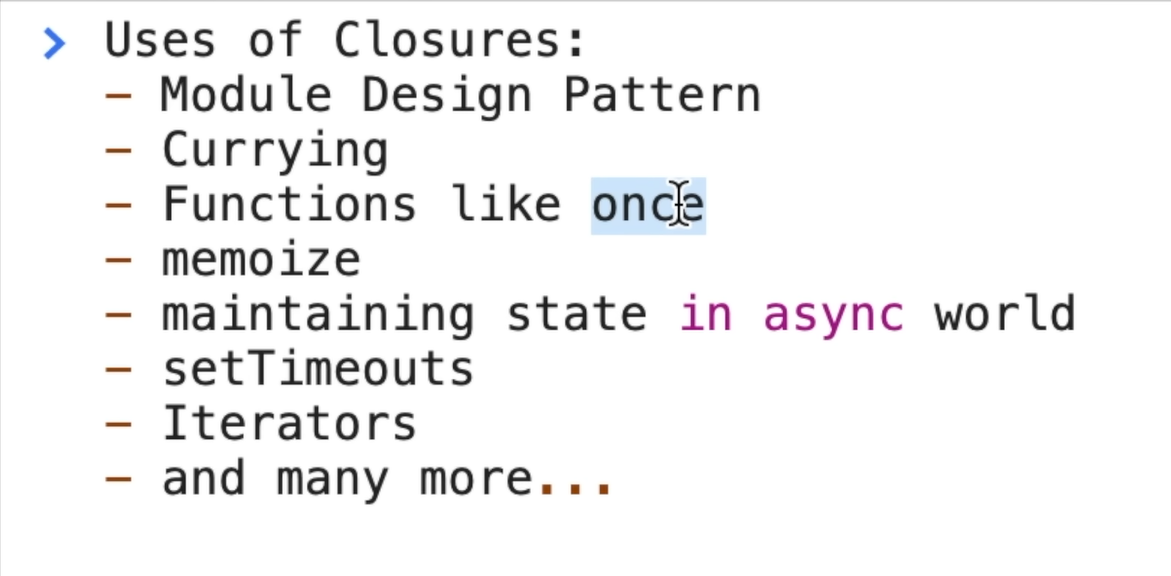 > Uses of Closures:
– Module Design Pattern
– Currying
– Functions like once
– memoize
– maintaining state in async world
– setTimeouts
– Iterators
– and many more...